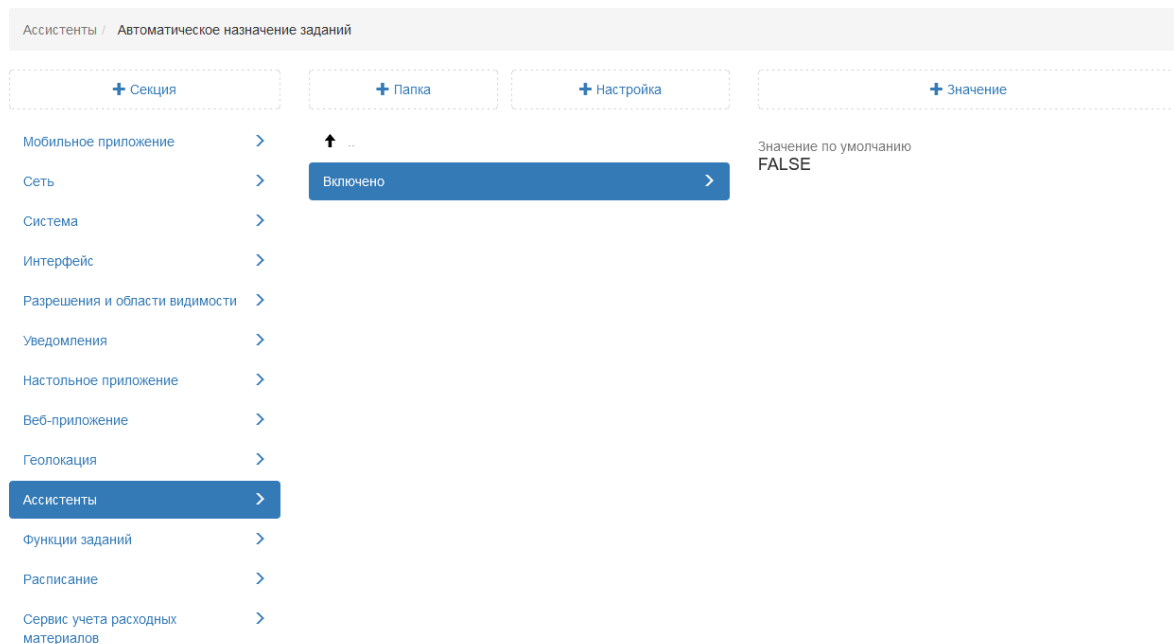 Ассистенты / Автоматическое назначение заданий
+ Секция
+ Папка
+ Настройка
+ Значение
Мобильное приложение
Сеть
Система
Интерфейс
Разрешения и области видимости
Уведомления
Настольное приложение
Веб-приложение
Геолокация
Ассистенты
Функции заданий
Расписание
Сервис учета расходных
материалов
..
Включено
Значение по умолчанию
FALSE